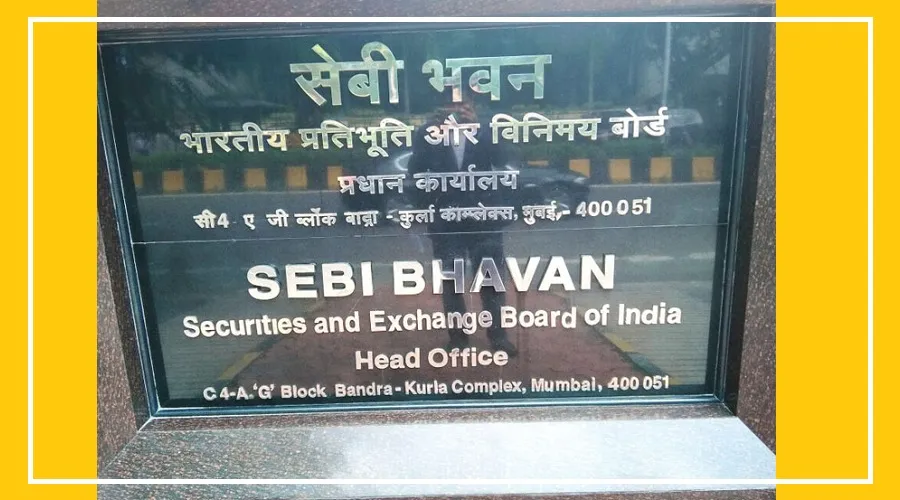 सेबी भवन
भारतीय प्रतिभूति और विनिमय बोर्ड
प्रधान कार्यालय
सी4 - ए जी ब्लॉक बान्द्रा - कुर्ला काम्प्लेक्स, मुंबई,- 400 051
SEBI BHAVAN
Securities and Exchange Board of India
Head Office
C 4-A.‘G’ Block Bandra - Kurla Complex, Mumbai, 400 051